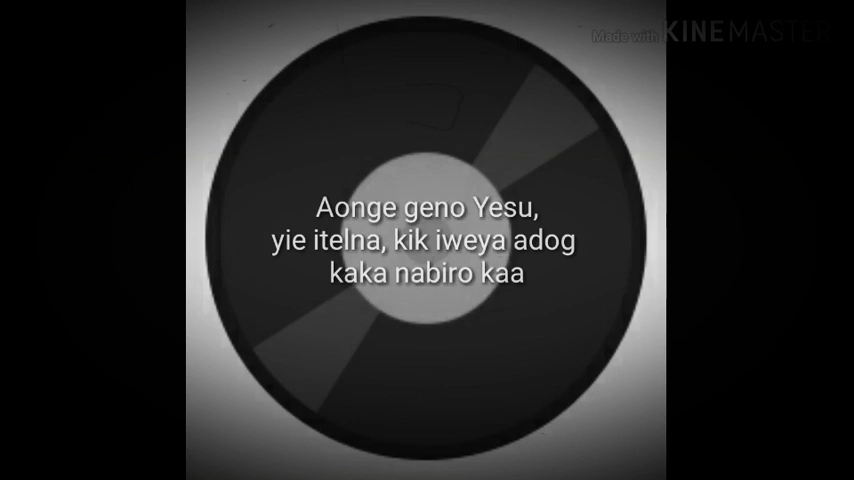 Made with KINEMASTER
Aonge geno Yesu,
yie itelna, kik iweya adog
kaka nabiro kaa